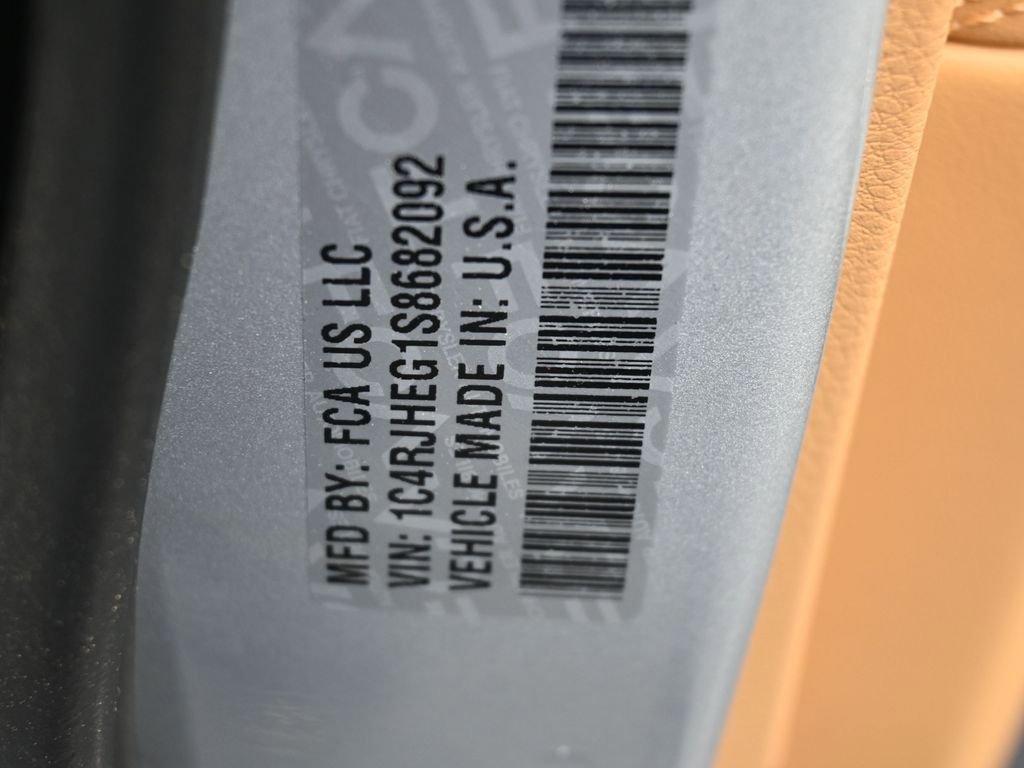 MFD BY: FCA US LLC
VIN: 1C4RJHEG1S8682092
VEHICLE MADE IN: U.S.A.